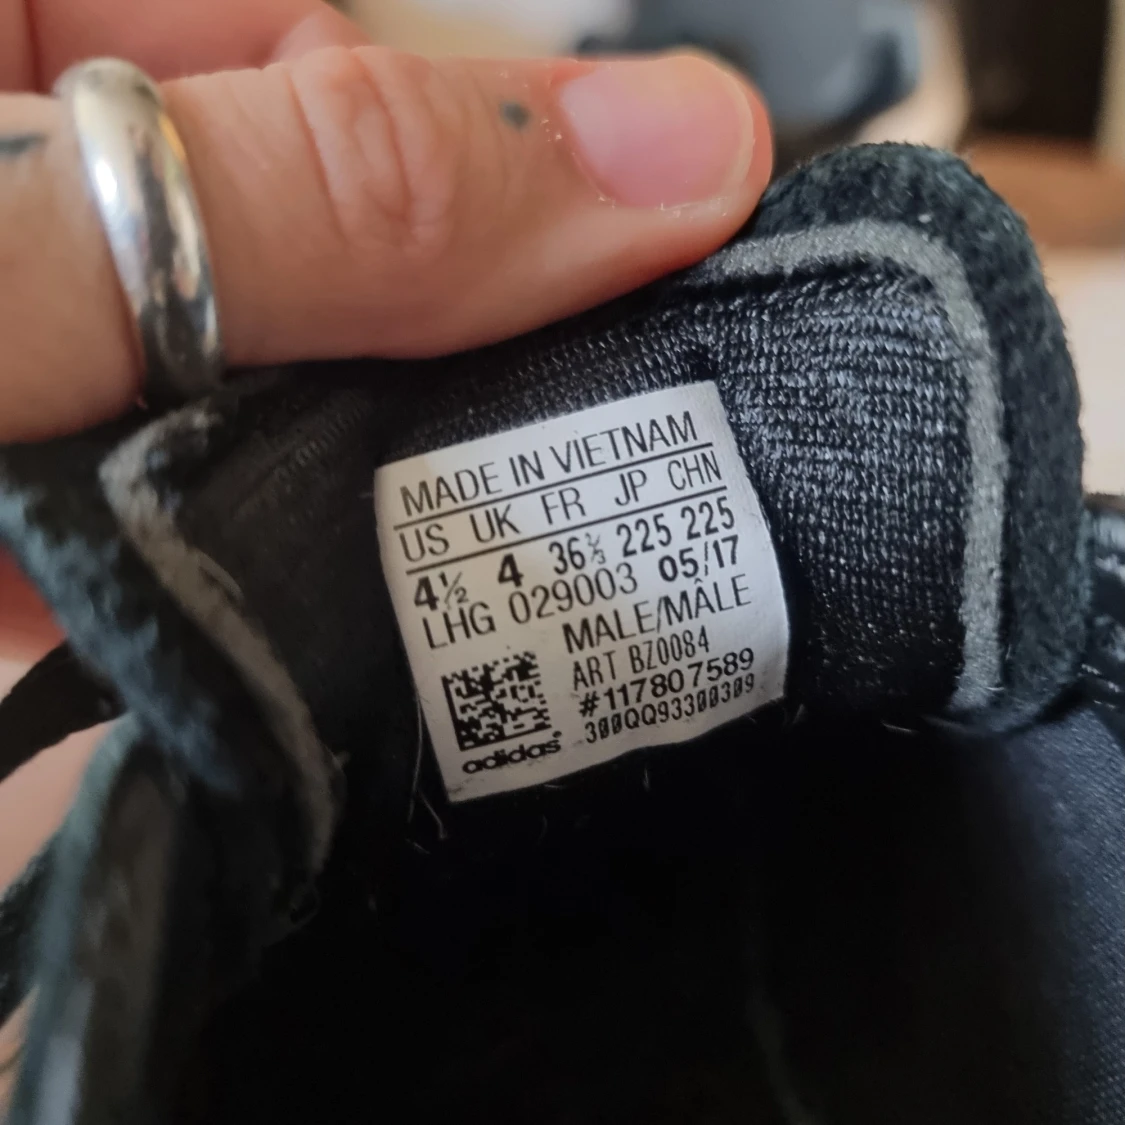 MADE IN VIETNAM
US UK FR JP CHN
4½ 4 36⅔ 225 225
LHG 029003 05/17
MALE/MÂLE
ART BZ0084
#117807589
300QQ93300309
adidas®